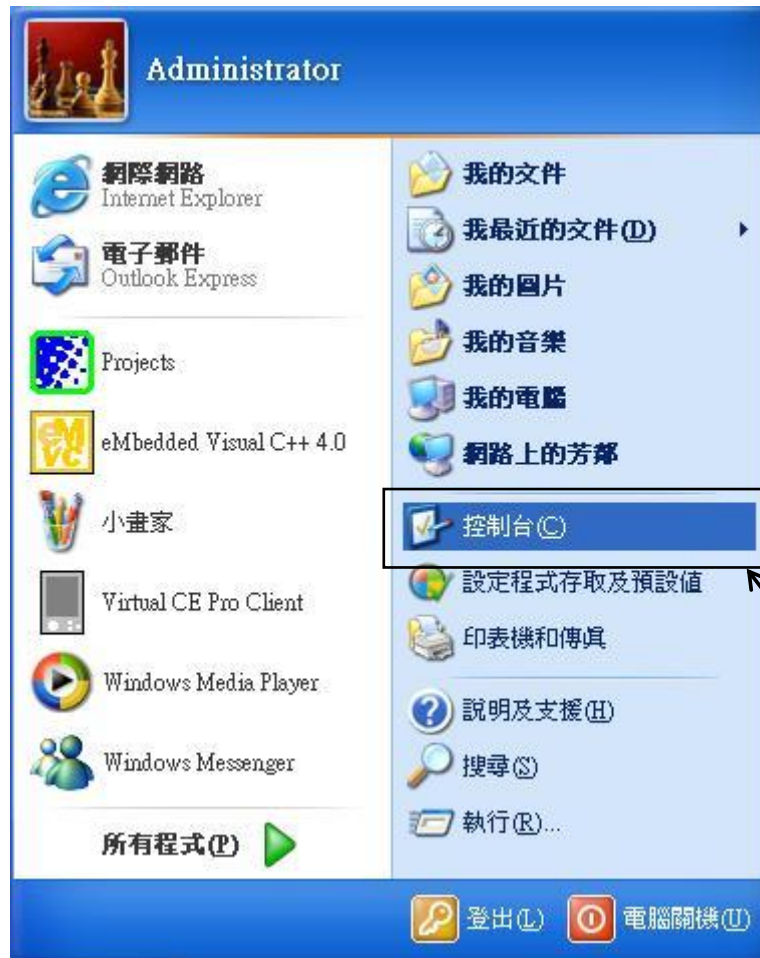 Administrator
網際網路
Internet Explorer
電子郵件
Outlook Express
Projects
eMbedded Visual C++ 4.0
小畫家
Virtual CE Pro Client
Windows Media Player
Windows Messenger
所有程式(P)
我的文件
我最近的文件(D)
我的圖片
我的音樂
我的電腦
網路上的芳鄰
控制台(C)
設定程式存取及預設值
印表機和傳真
說明及支援(H)
搜尋(S)
執行(R)...
登出(L)
電腦關機(U)